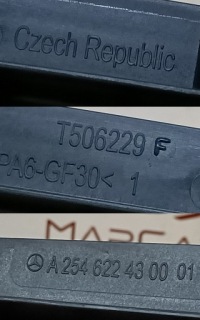 Czech Republic
T506229 F
PA6-GF30< 1
A 254 622 43 00 01